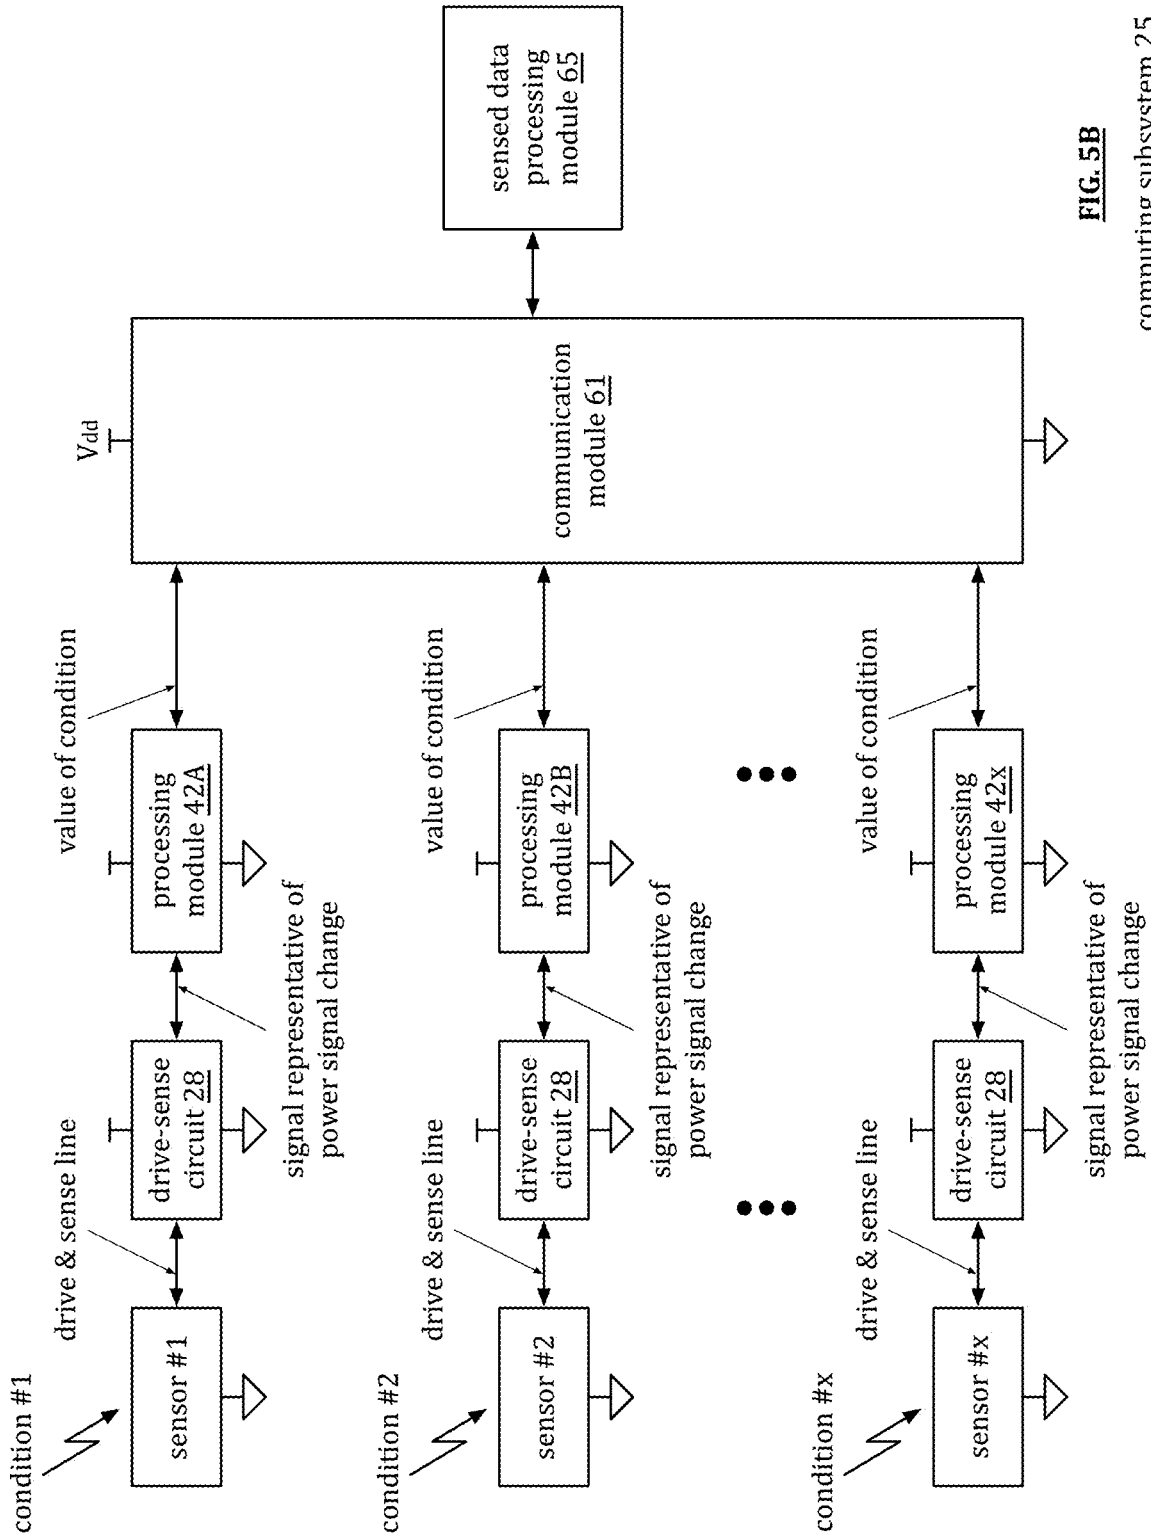 condition #1
drive & sense line
value of condition
Vdd
sensor #1
drive-sense
circuit 28
processing
module 42A
signal representative of
power signal change
condition #2
drive & sense line
value of condition
sensor #2
drive-sense
circuit 28
processing
module 42B
communication
module 61
sensed data
processing
module 65
signal representative of
power signal change
condition #x
drive & sense line
value of condition
sensor #x
drive-sense
circuit 28
processing
module 42x
signal representative of
power signal change
FIG. 5B
computing subsystem 25